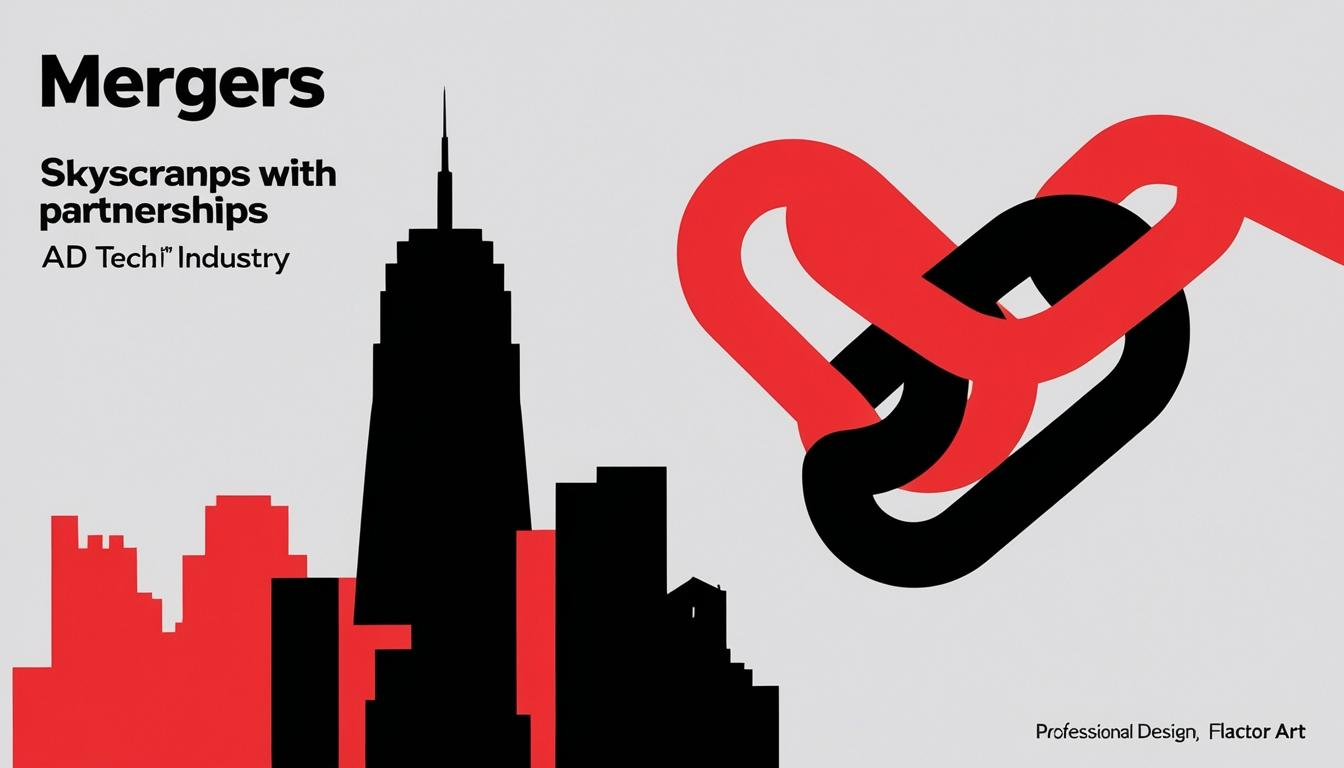 Mergers
Skyscranps with
partnerships
AD Tech Industry
Professional Design, Flactor Art